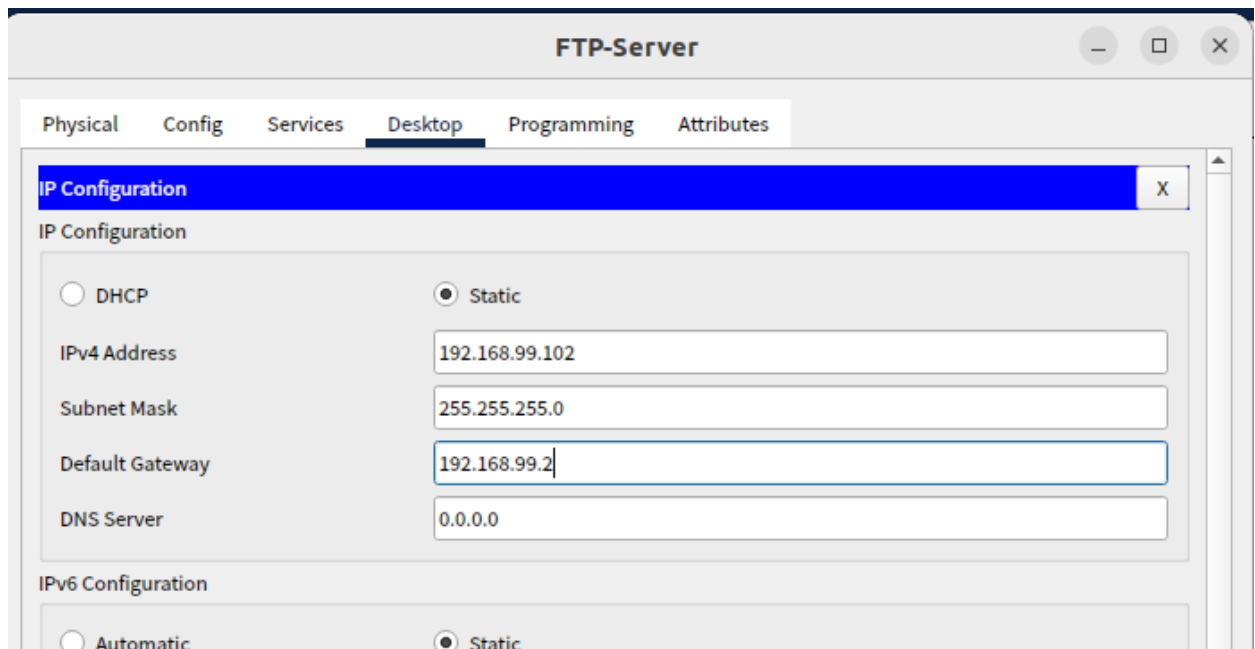 FTP-Server
Physical Config Services Desktop Programming Attributes
IP Configuration X
IP Configuration
DHCP Static
IPv4 Address 192.168.99.102
Subnet Mask 255.255.255.0
Default Gateway 192.168.99.2
DNS Server 0.0.0.0
IPv6 Configuration
Automatic Static